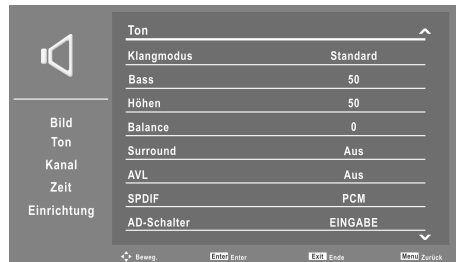 Ton
Klangmodus Standard
Bass 50
Höhen 50
Balance 0
Surround Aus
AVL Aus
SPDIF PCM
AD-Schalter EINGABE
Bild
Ton
Kanal
Zeit
Einrichtung
Beweg. Enter Enter Exit Ende Menu Zurück